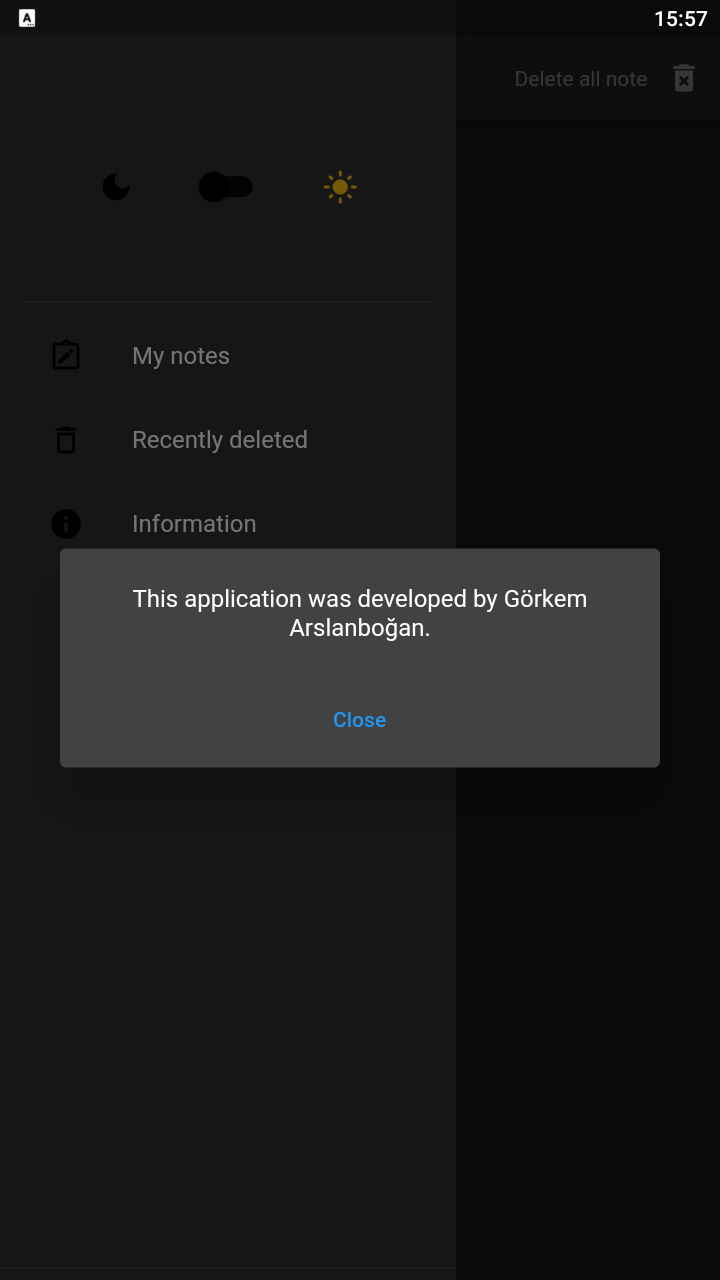 15:57
Delete all note
My notes
Recently deleted
Information
This application was developed by Görkem
Arslanboğan.
Close